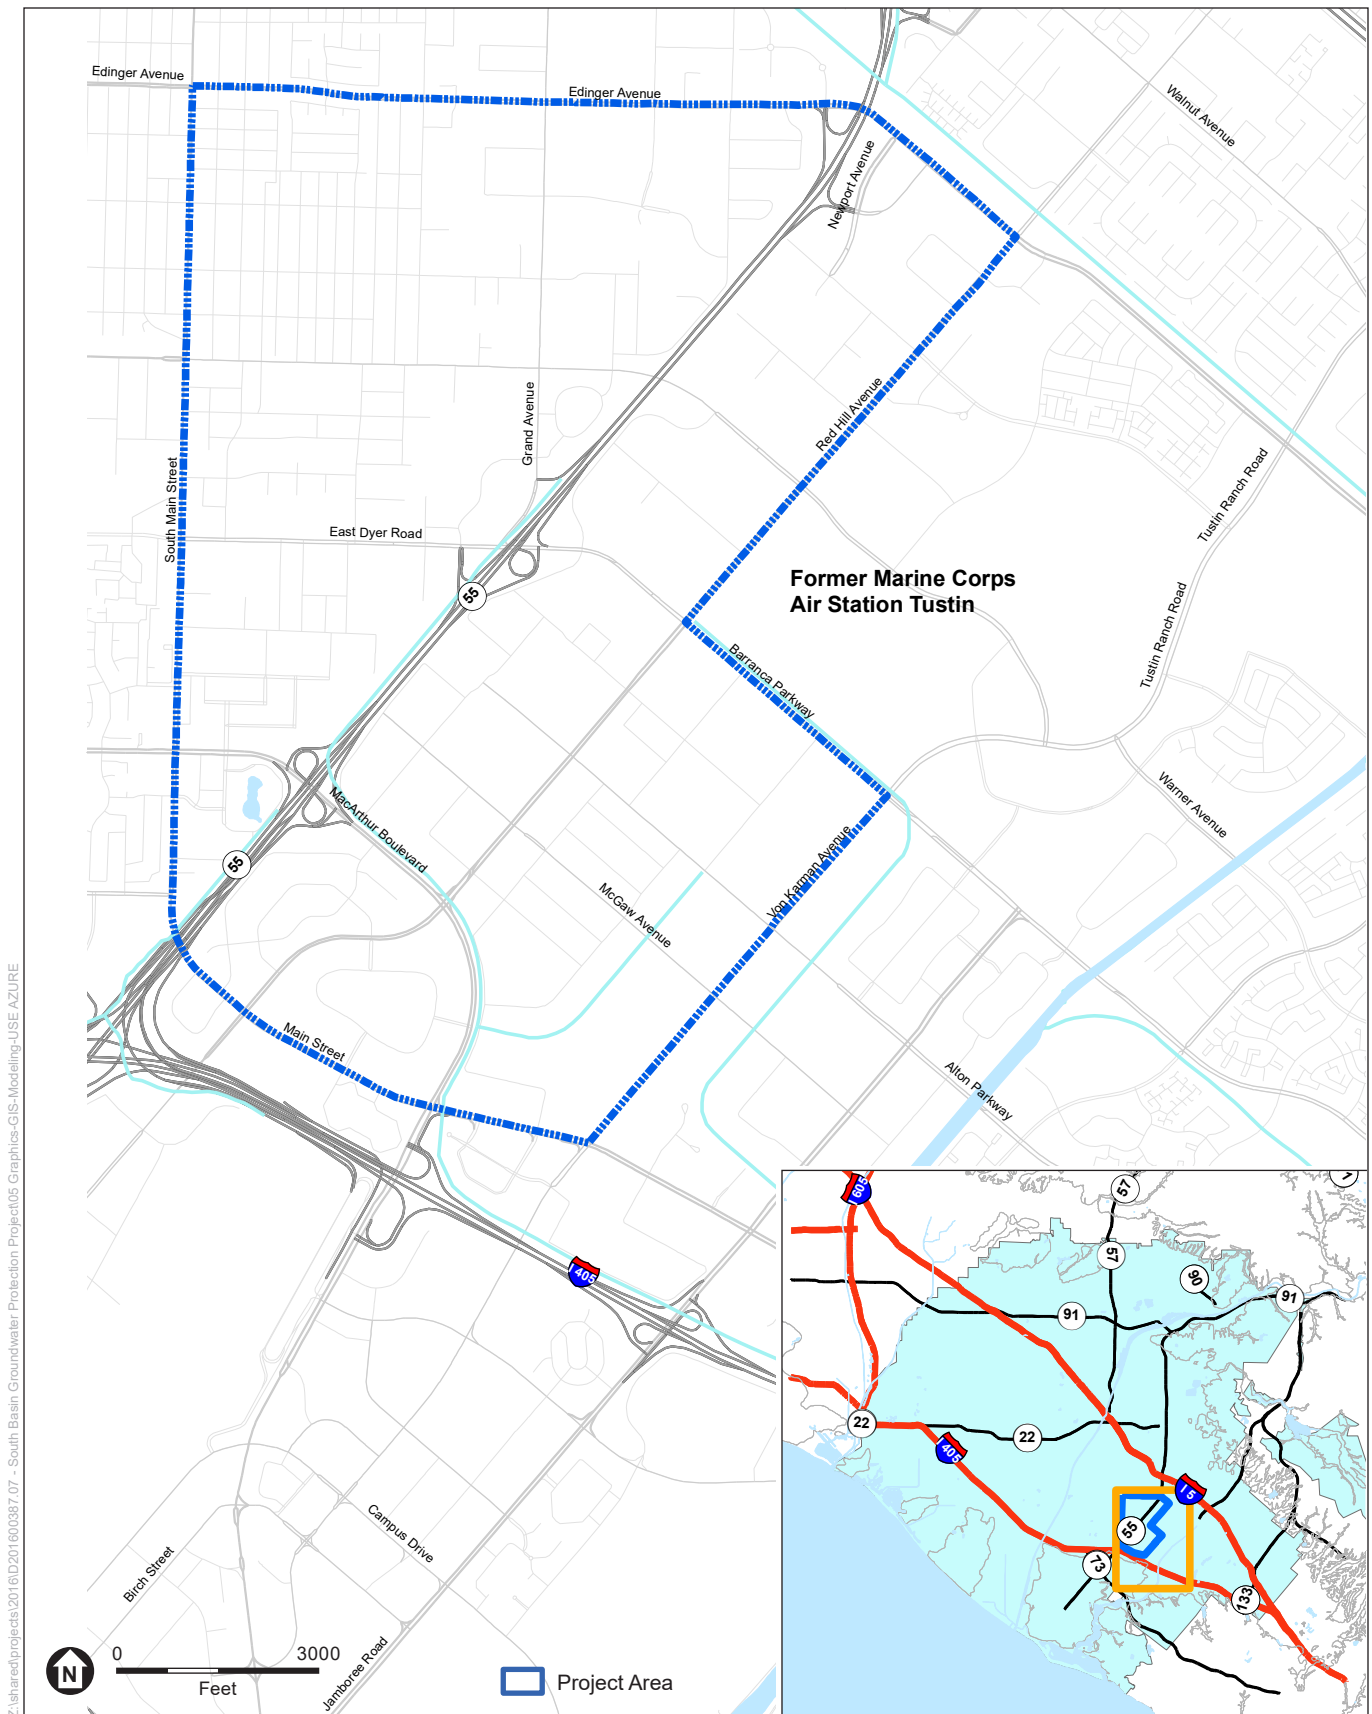 Edinger Avenue
Edinger Avenue
Walnut Avenue
Newport Avenue
Grand Avenue
Red Hill Avenue
South Main Street
Tustin Ranch Road
East Dyer Road
55
Former Marine Corps
Air Station Tustin
Tustin Ranch Road
Barranca Parkway
MacArthur Boulevard
Warner Avenue
55
McGaw Avenue
Von Karman Avenue
Main Street
Alton Parkway
I 405
Campus Drive
Birch Street
Jamboree Road
N
0 3000
Feet
Project Area
I 605
57
1
57
90
91
91
22
22
405
I 5
55
73
133
Z:\shared\projects\2016\D201600387.07 - South Basin Groundwater Protection Project\05 Graphics-GIS-Modeling-USE AZURE